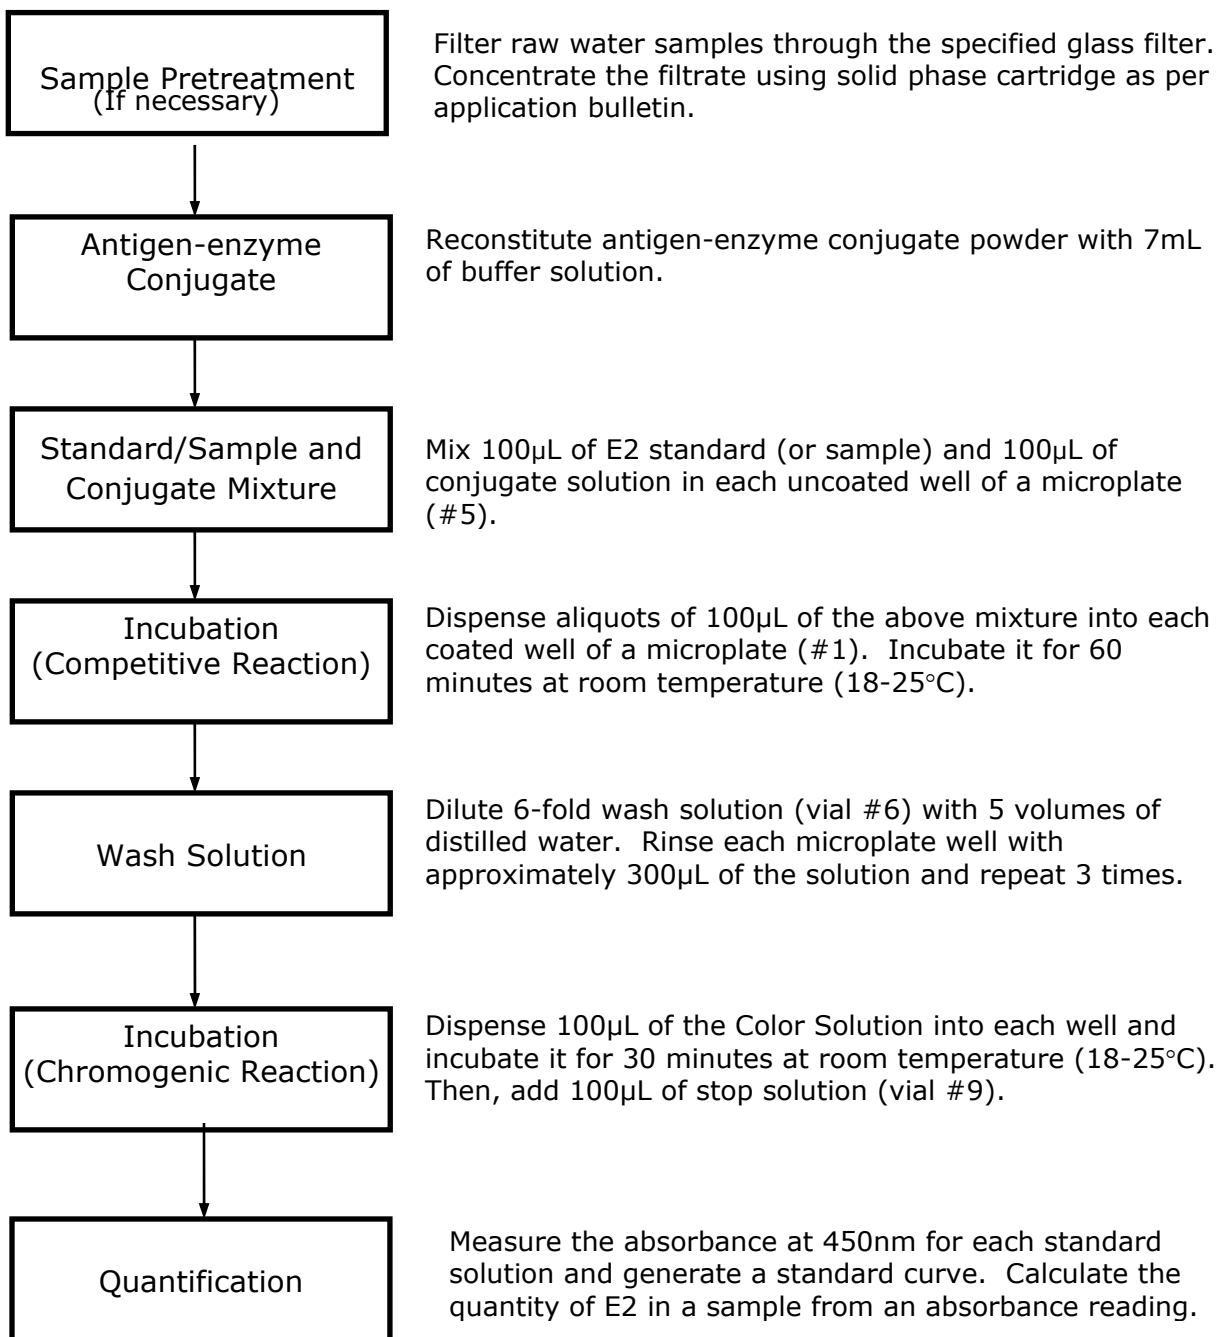 Sample Pretreatment
(If necessary)
Filter raw water samples through the specified glass filter.
Concentrate the filtrate using solid phase cartridge as per
application bulletin.
Antigen-enzyme
Conjugate
Reconstitute antigen-enzyme conjugate powder with 7mL
of buffer solution.
Standard/Sample and
Conjugate Mixture
Mix 100µL of E2 standard (or sample) and 100µL of
conjugate solution in each uncoated well of a microplate
(#5).
Incubation
(Competitive Reaction)
Dispense aliquots of 100µL of the above mixture into each
coated well of a microplate (#1).  Incubate it for 60
minutes at room temperature (18-25°C).
Wash Solution
Dilute 6-fold wash solution (vial #6) with 5 volumes of
distilled water.  Rinse each microplate well with
approximately 300µL of the solution and repeat 3 times.
Incubation
(Chromogenic Reaction)
Dispense 100µL of the Color Solution into each well and
incubate it for 30 minutes at room temperature (18-25°C).
Then, add 100µL of stop solution (vial #9).
Quantification
Measure the absorbance at 450nm for each standard
solution and generate a standard curve.  Calculate the
quantity of E2 in a sample from an absorbance reading.